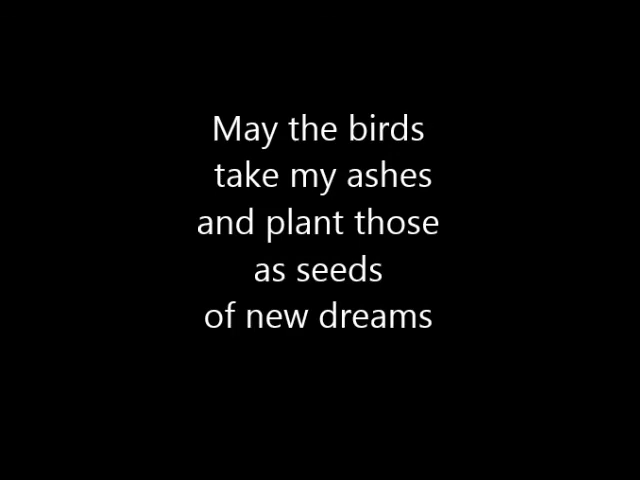 May the birds
take my ashes
and plant those
as seeds
of new dreams